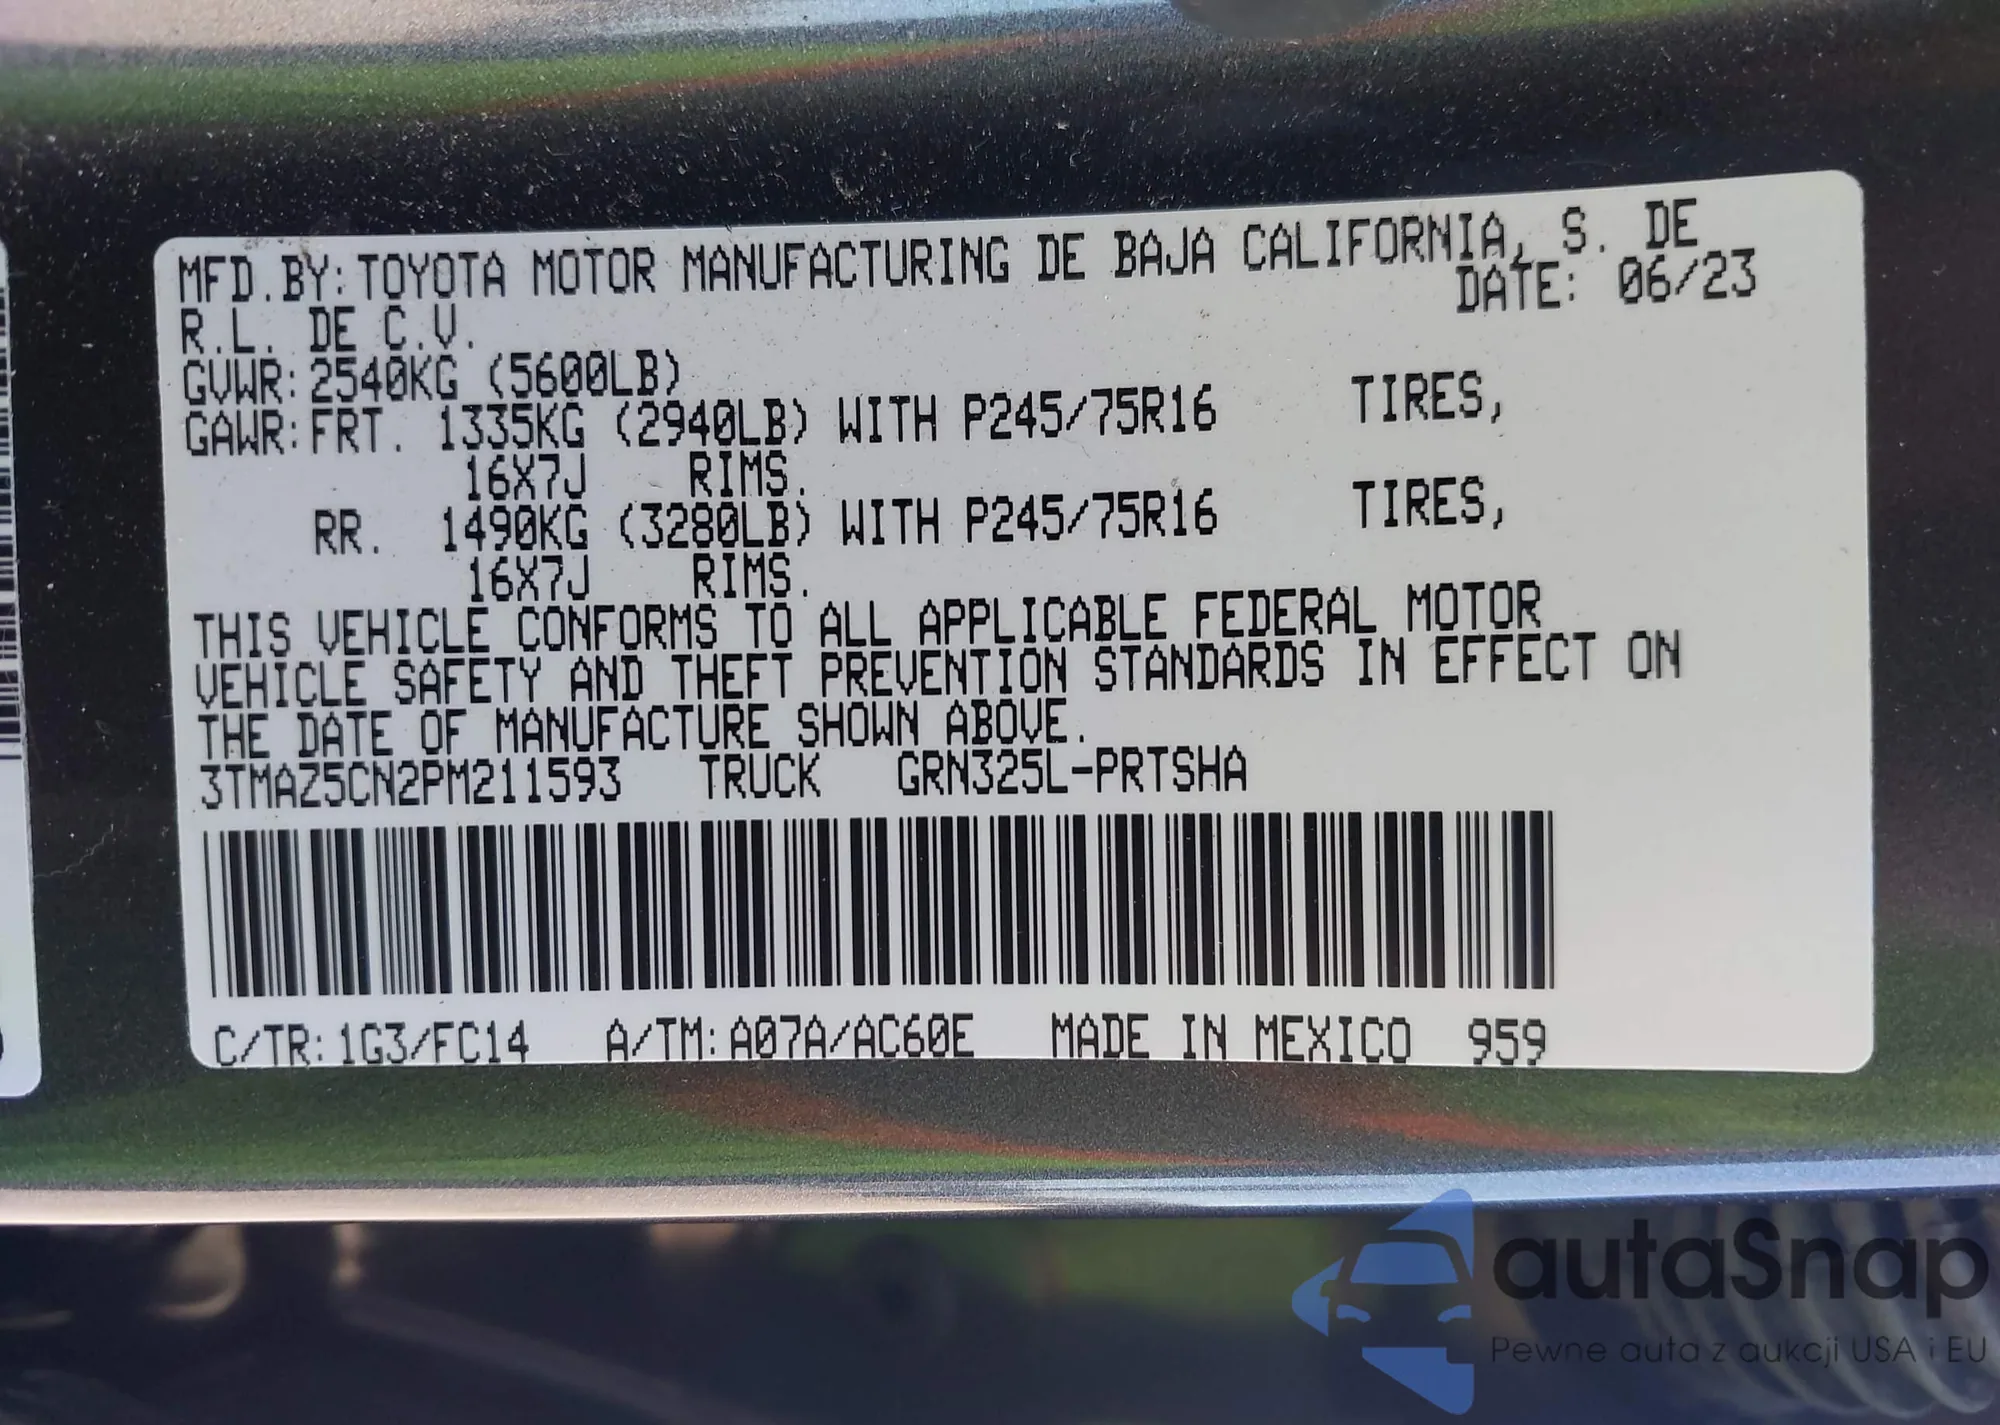 MFD.BY:TOYOTA MOTOR MANUFACTURING DE BAJA CALIFORNIA, S. DE
R.L. DE C.V. DATE: 06/23
GVWR:2540KG (5600LB)
GAWR:FRT. 1335KG (2940LB) WITH P245/75R16 TIRES,
16X7J RIMS.
RR. 1490KG (3280LB) WITH P245/75R16 TIRES,
16X7J RIMS.
THIS VEHICLE CONFORMS TO ALL APPLICABLE FEDERAL MOTOR
VEHICLE SAFETY AND THEFT PREVENTION STANDARDS IN EFFECT ON
THE DATE OF MANUFACTURE SHOWN ABOVE.
3TMAZ5CN2PM211593 TRUCK GRN325L-PRTSHA
C/TR:1G3/FC14 A/TM:A07A/AC60E MADE IN MEXICO 959
autaSnap
Pewne auta z aukcji USA i EU